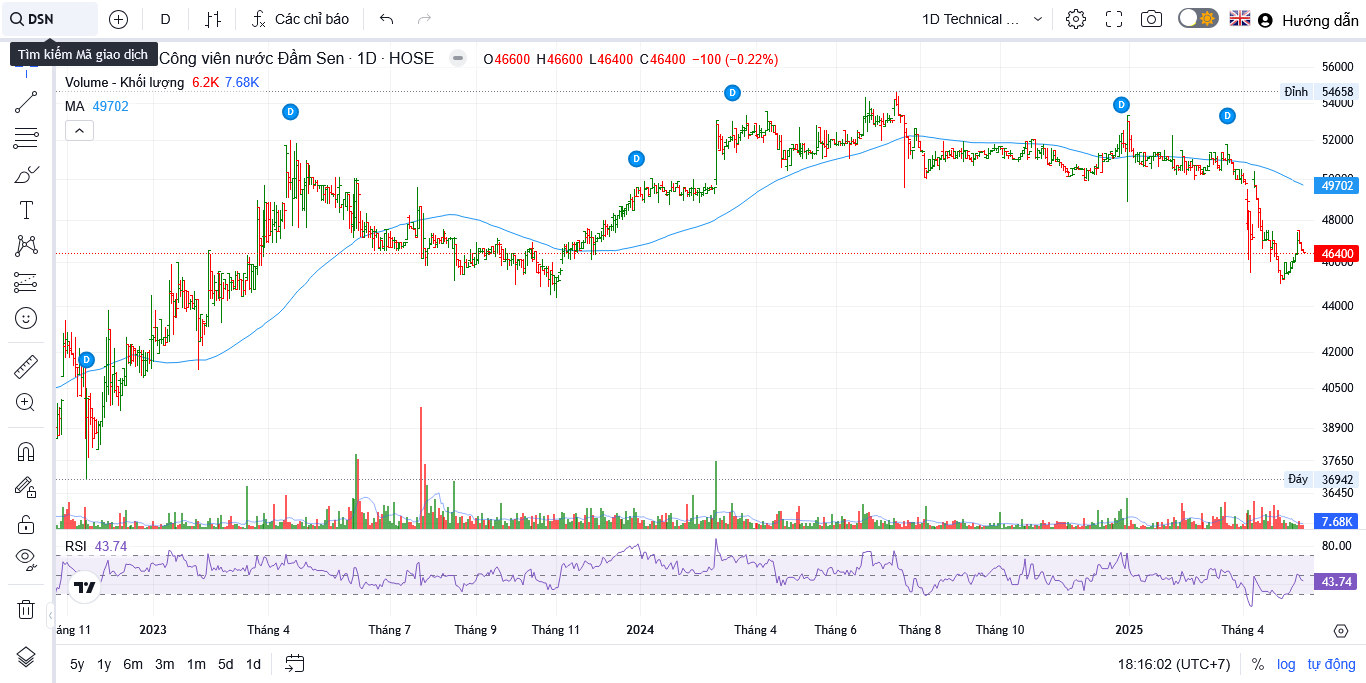 DSN
D
Các chỉ báo
1D Technical ...
Hướng dẫn
Tìm kiếm Mã giao dịch
Công viên nước Đầm Sen · 1D · HOSE
O46600 H46600 L46400 C46400 −100 (−0.22%)
Volume - Khối lượng 6.2K 7.68K
MA 49702
D
D
D
D
D
D
56000
Đỉnh 54658
54000
52000
49702
48000
46400
46000
44000
42000
40500
38900
37650
Đáy 36942
36450
7.68K
RSI 43.74
80.00
43.74
áng 11
2023
Tháng 4
Tháng 7
Tháng 9
Tháng 11
2024
Tháng 4
Tháng 6
Tháng 8
Tháng 10
2025
Tháng 4
5y 1y 6m 3m 1m 5d 1d
18:16:02 (UTC+7)
%
log
tự động